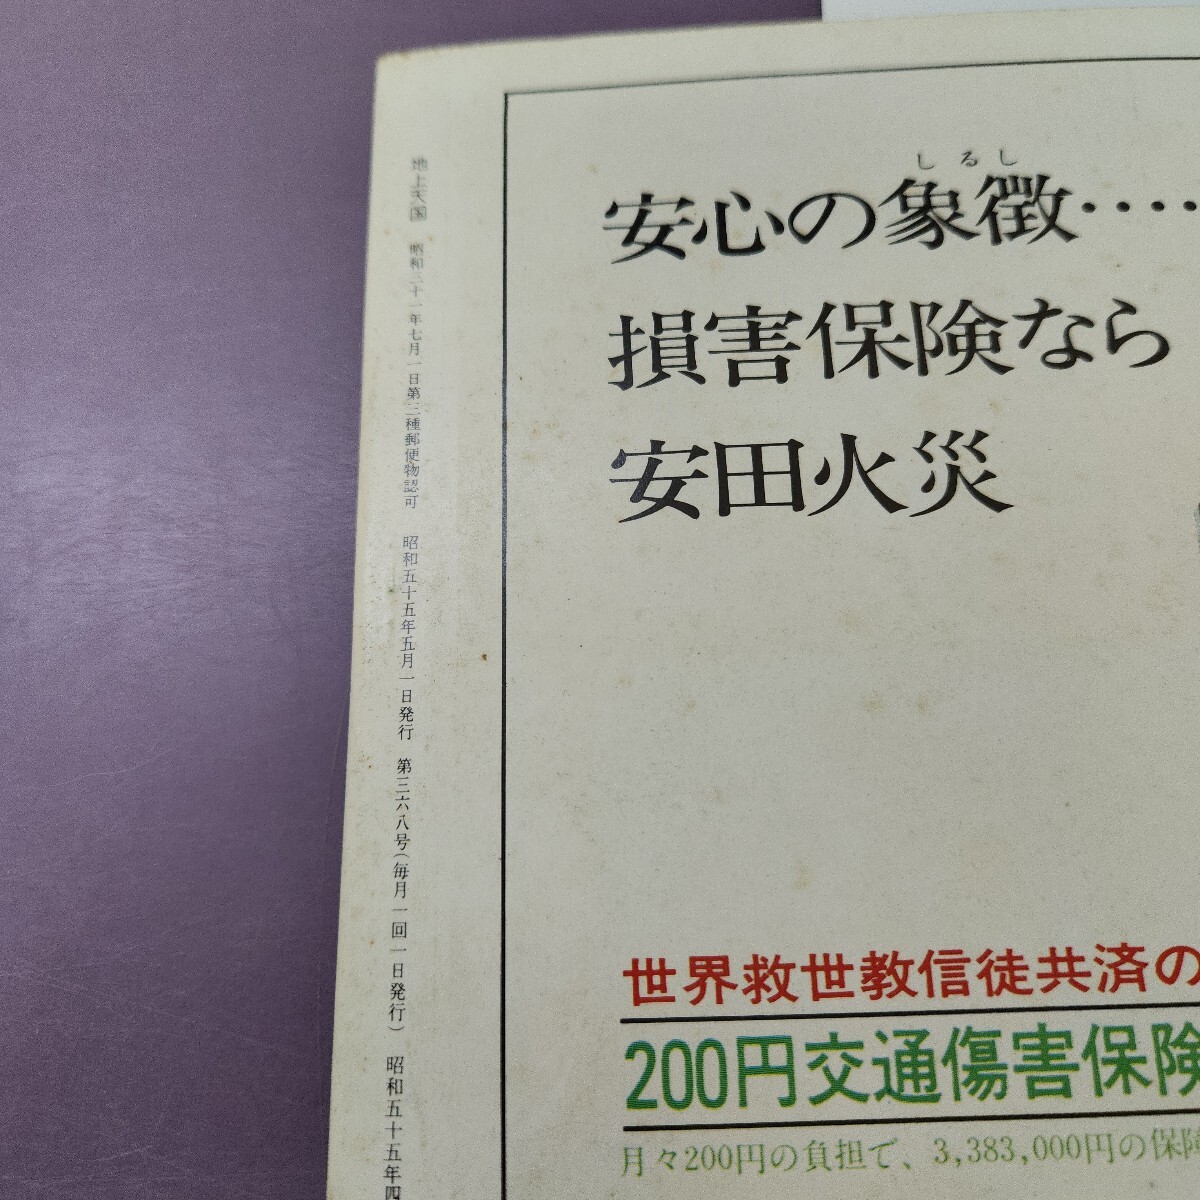 地上天国 昭和三十一年七月一日第三種郵便物認可 昭和五十五年五月一日発行 第三六八号(毎月一回一日発行) 昭和五十五年四
しるし
安心の象徴‥‥
損害保険なら
安田火災
世界救世教信徒共済の
200円交通傷害保険
月々200円の負担で、3,383,000円の保障